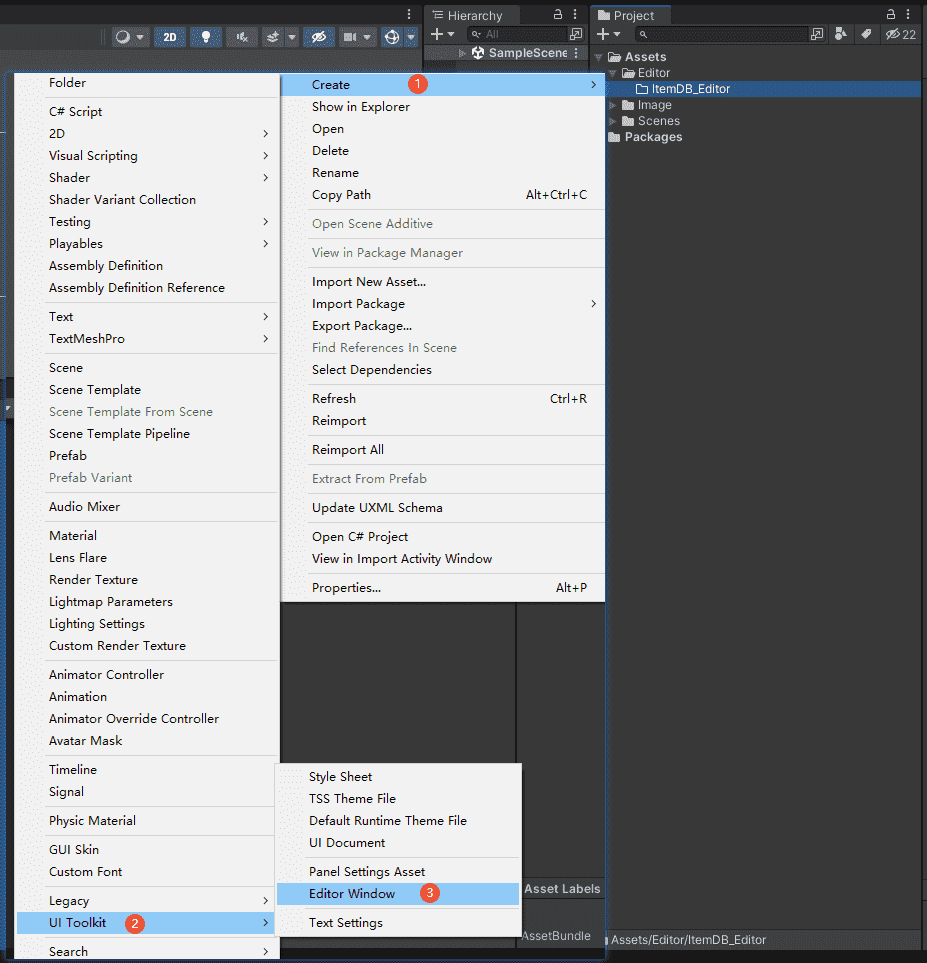 Hierarchy
Project
2D
All
22
SampleScene
Assets
Editor
ItemDB_Editor
Image
Scenes
Packages
Create
1
Show in Explorer
Open
Delete
Rename
Copy Path Alt+Ctrl+C
Open Scene Additive
View in Package Manager
Import New Asset...
Import Package
Export Package...
Find References In Scene
Select Dependencies
Refresh Ctrl+R
Reimport
Reimport All
Extract From Prefab
Update UXML Schema
Open C# Project
View in Import Activity Window
Properties... Alt+P
Folder
C# Script
2D
Visual Scripting
Shader
Shader Variant Collection
Testing
Playables
Assembly Definition
Assembly Definition Reference
Text
TextMeshPro
Scene
Scene Template
Scene Template From Scene
Scene Template Pipeline
Prefab
Prefab Variant
Audio Mixer
Material
Lens Flare
Render Texture
Lightmap Parameters
Lighting Settings
Custom Render Texture
Animator Controller
Animation
Animator Override Controller
Avatar Mask
Timeline
Signal
Physic Material
GUI Skin
Custom Font
Legacy
UI Toolkit
2
Search
Style Sheet
TSS Theme File
Default Runtime Theme File
UI Document
Panel Settings Asset
Editor Window
3
Text Settings
Asset Labels
AssetBundle
Assets/Editor/ItemDB_Editor